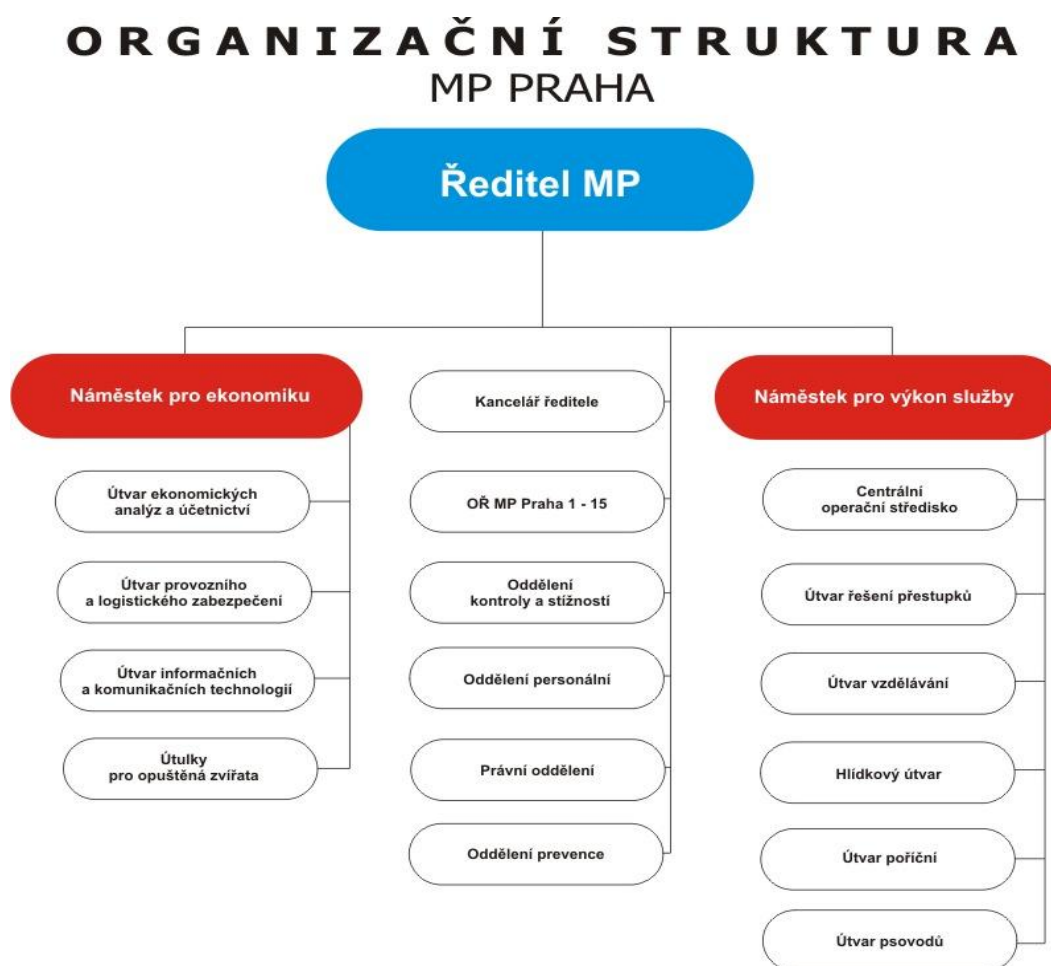 ORGANIZAČNÍ STRUKTURA
MP PRAHA
Ředitel MP
Náměstek pro ekonomiku
Útvar ekonomických
analýz a účetnictví
Útvar provozního
a logistického zabezpečení
Útvar informačních
a komunikačních technologií
Útulky
pro opuštěná zvířata
Kancelář ředitele
OŘ MP Praha 1 - 15
Oddělení
kontroly a stížností
Oddělení personální
Právní oddělení
Oddělení prevence
Náměstek pro výkon služby
Centrální
operační středisko
Útvar řešení přestupků
Útvar vzdělávání
Hlídkový útvar
Útvar poříční
Útvar psovodů